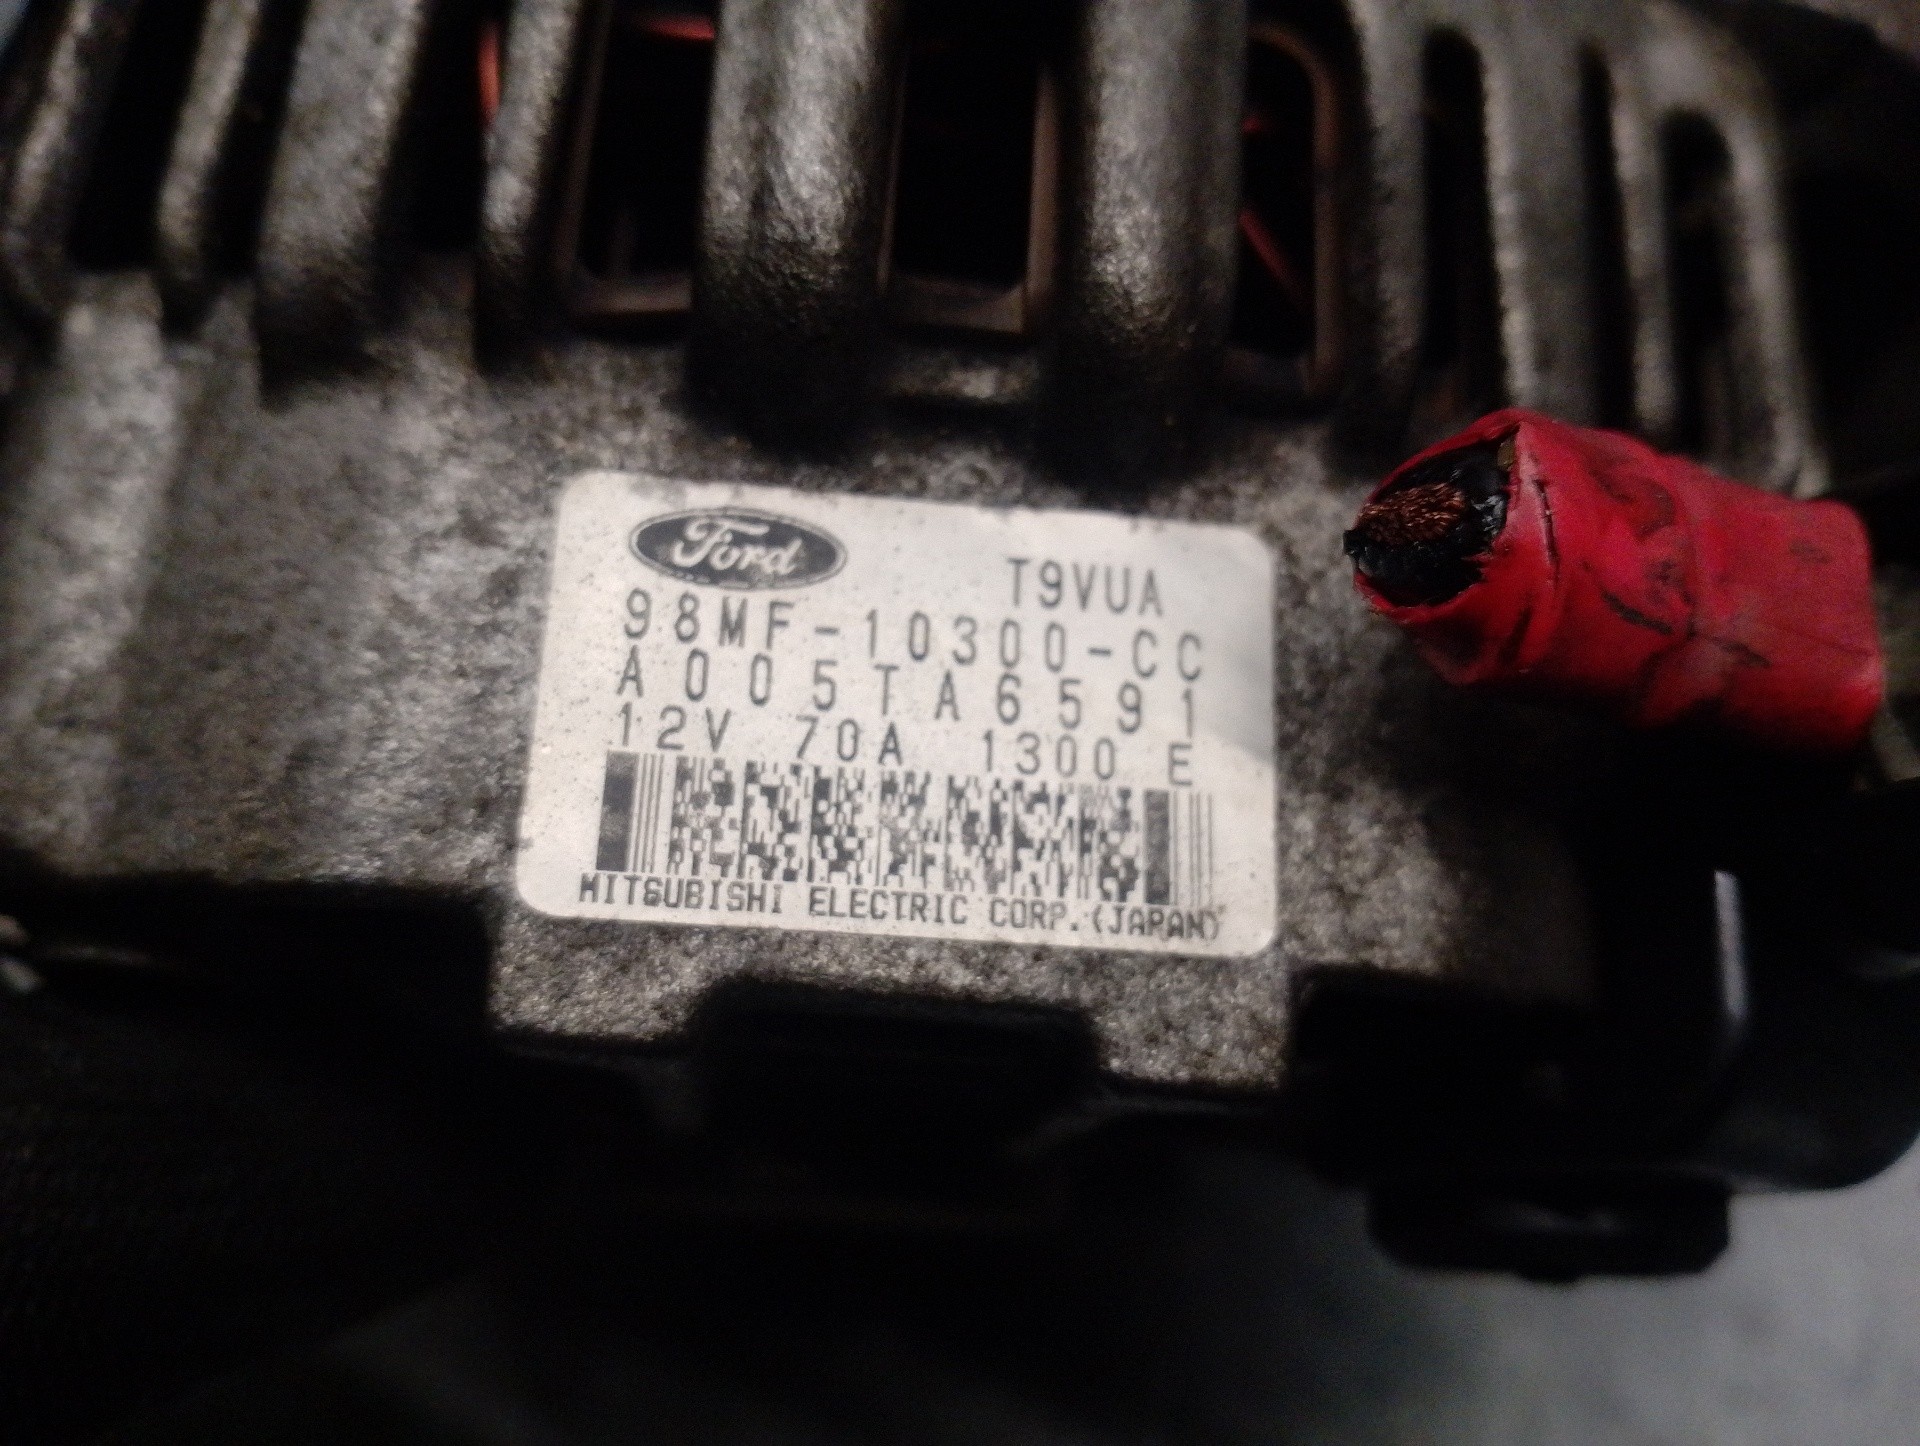 Ford T9VUA
98MF-10300-CC
A005TA6591
12V 70A 1300 E
MITSUBISHI ELECTRIC CORP.(JAPAN)